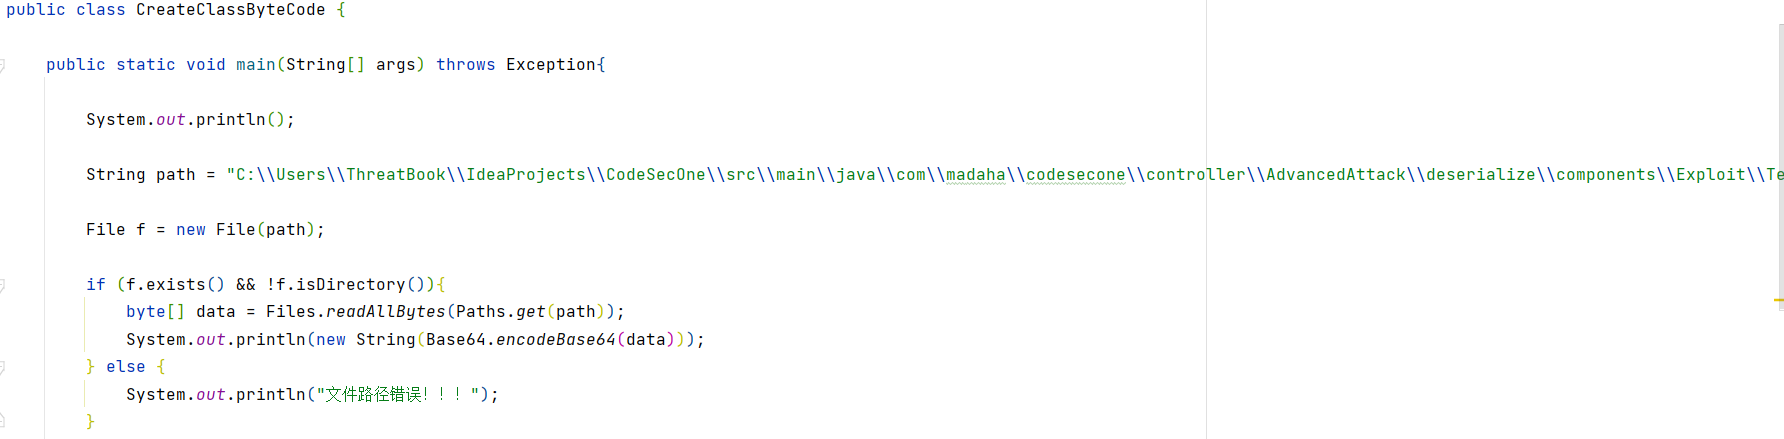 public class CreateClassByteCode {
public static void main(String[] args) throws Exception{
System.out.println();
String path = "C:\\Users\\ThreatBook\\IdeaProjects\\CodeSecOne\\src\\main\\java\\com\\madaha\\codesecone\\controller\\AdvancedAttack\\deserialize\\components\\Exploit\\Te
File f = new File(path);
if (f.exists() && !f.isDirectory()){
byte[] data = Files.readAllBytes(Paths.get(path));
System.out.println(new String(Base64.encodeBase64(data)));
} else {
System.out.println("文件路径错误!!!");
}